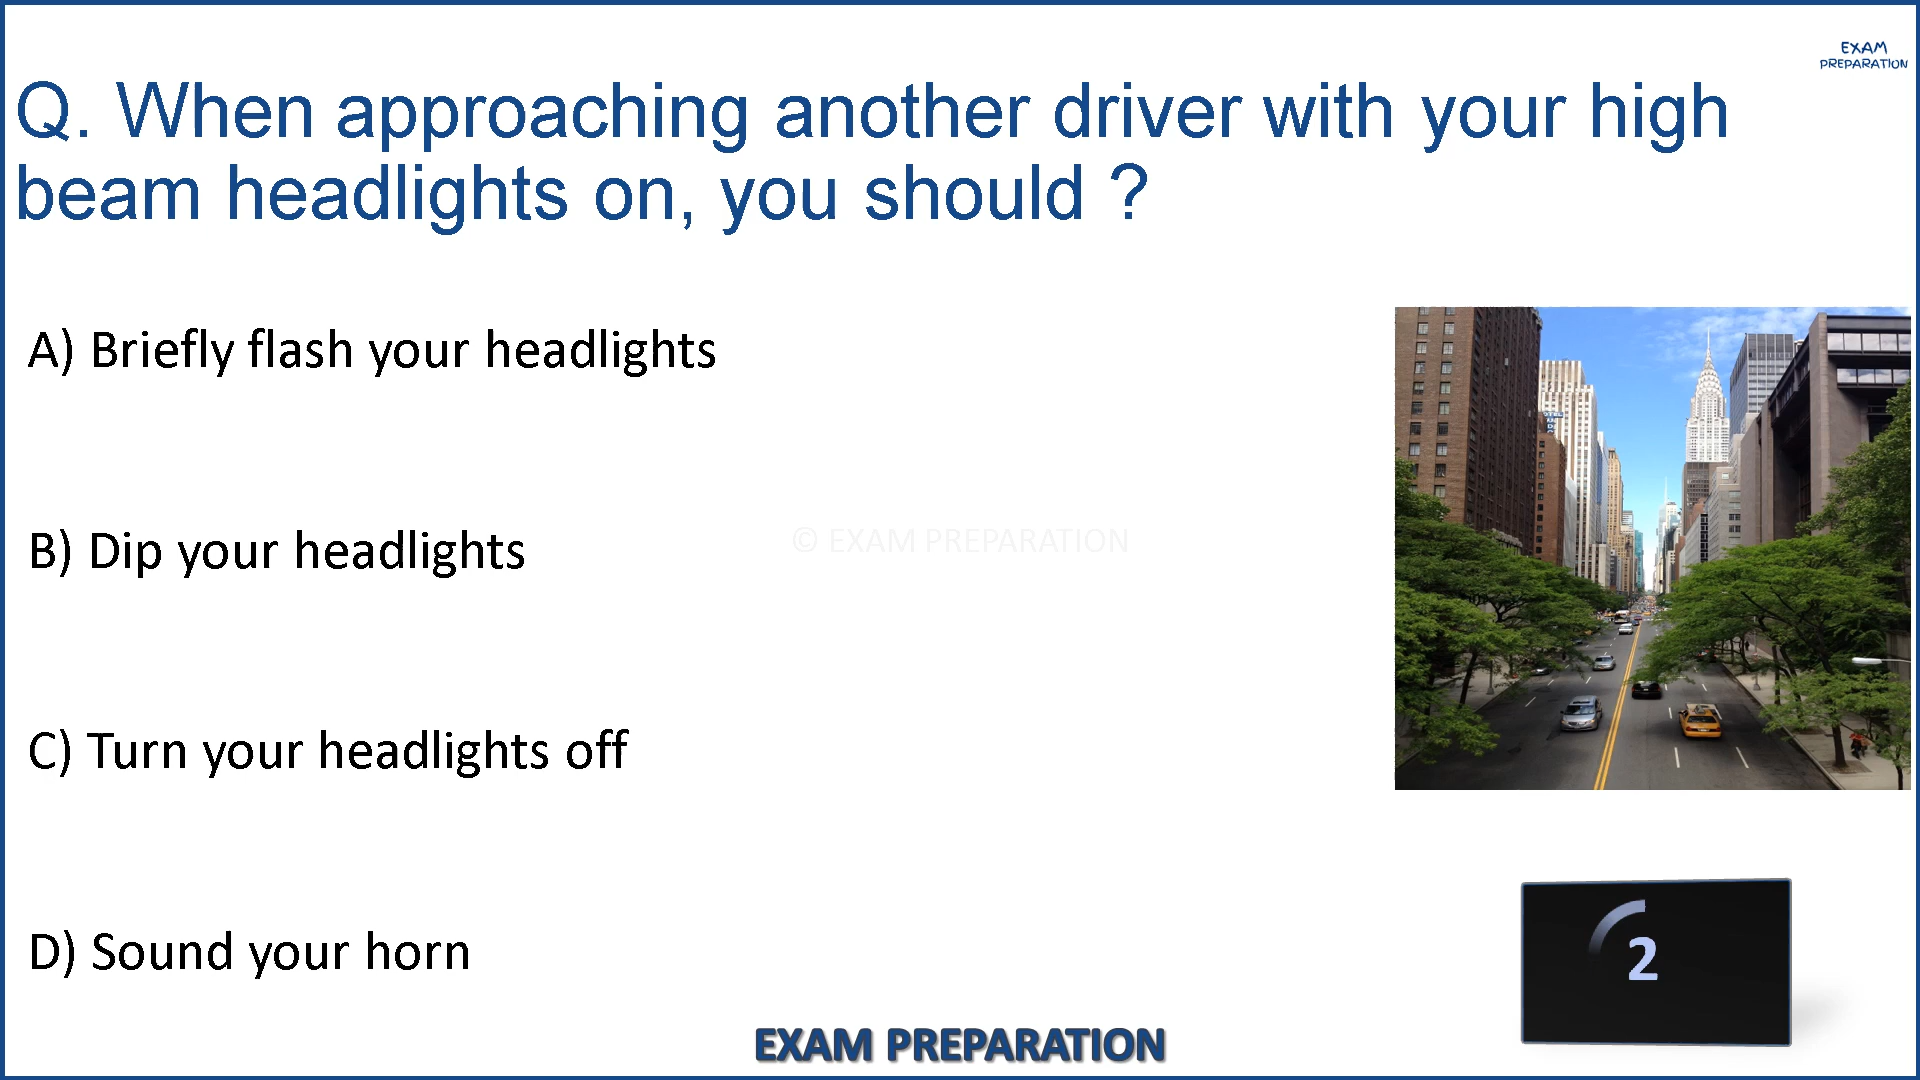 EXAM
PREPARATION
Q. When approaching another driver with your high
beam headlights on, you should ?
A) Briefly flash your headlights
B) Dip your headlights
© EXAM PREPARATION
C) Turn your headlights off
D) Sound your horn
2
EXAM PREPARATION